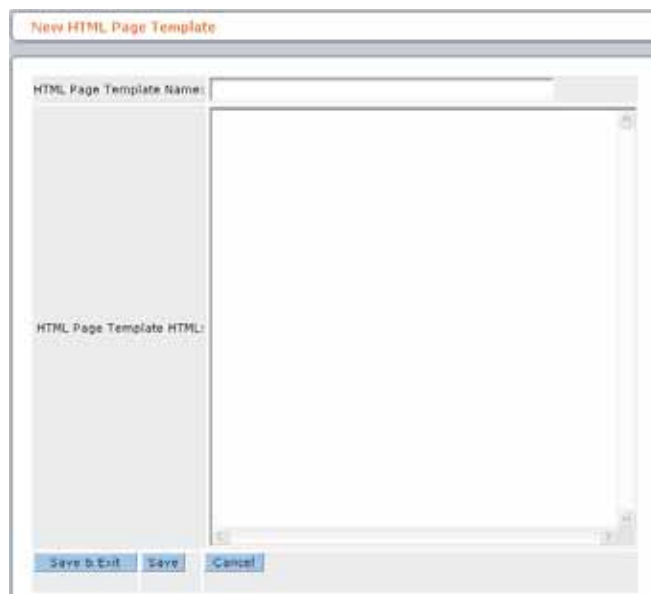 New HTML Page Template
HTML Page Template Name:
HTML Page Template HTML:
Save & Exit Save Cancel